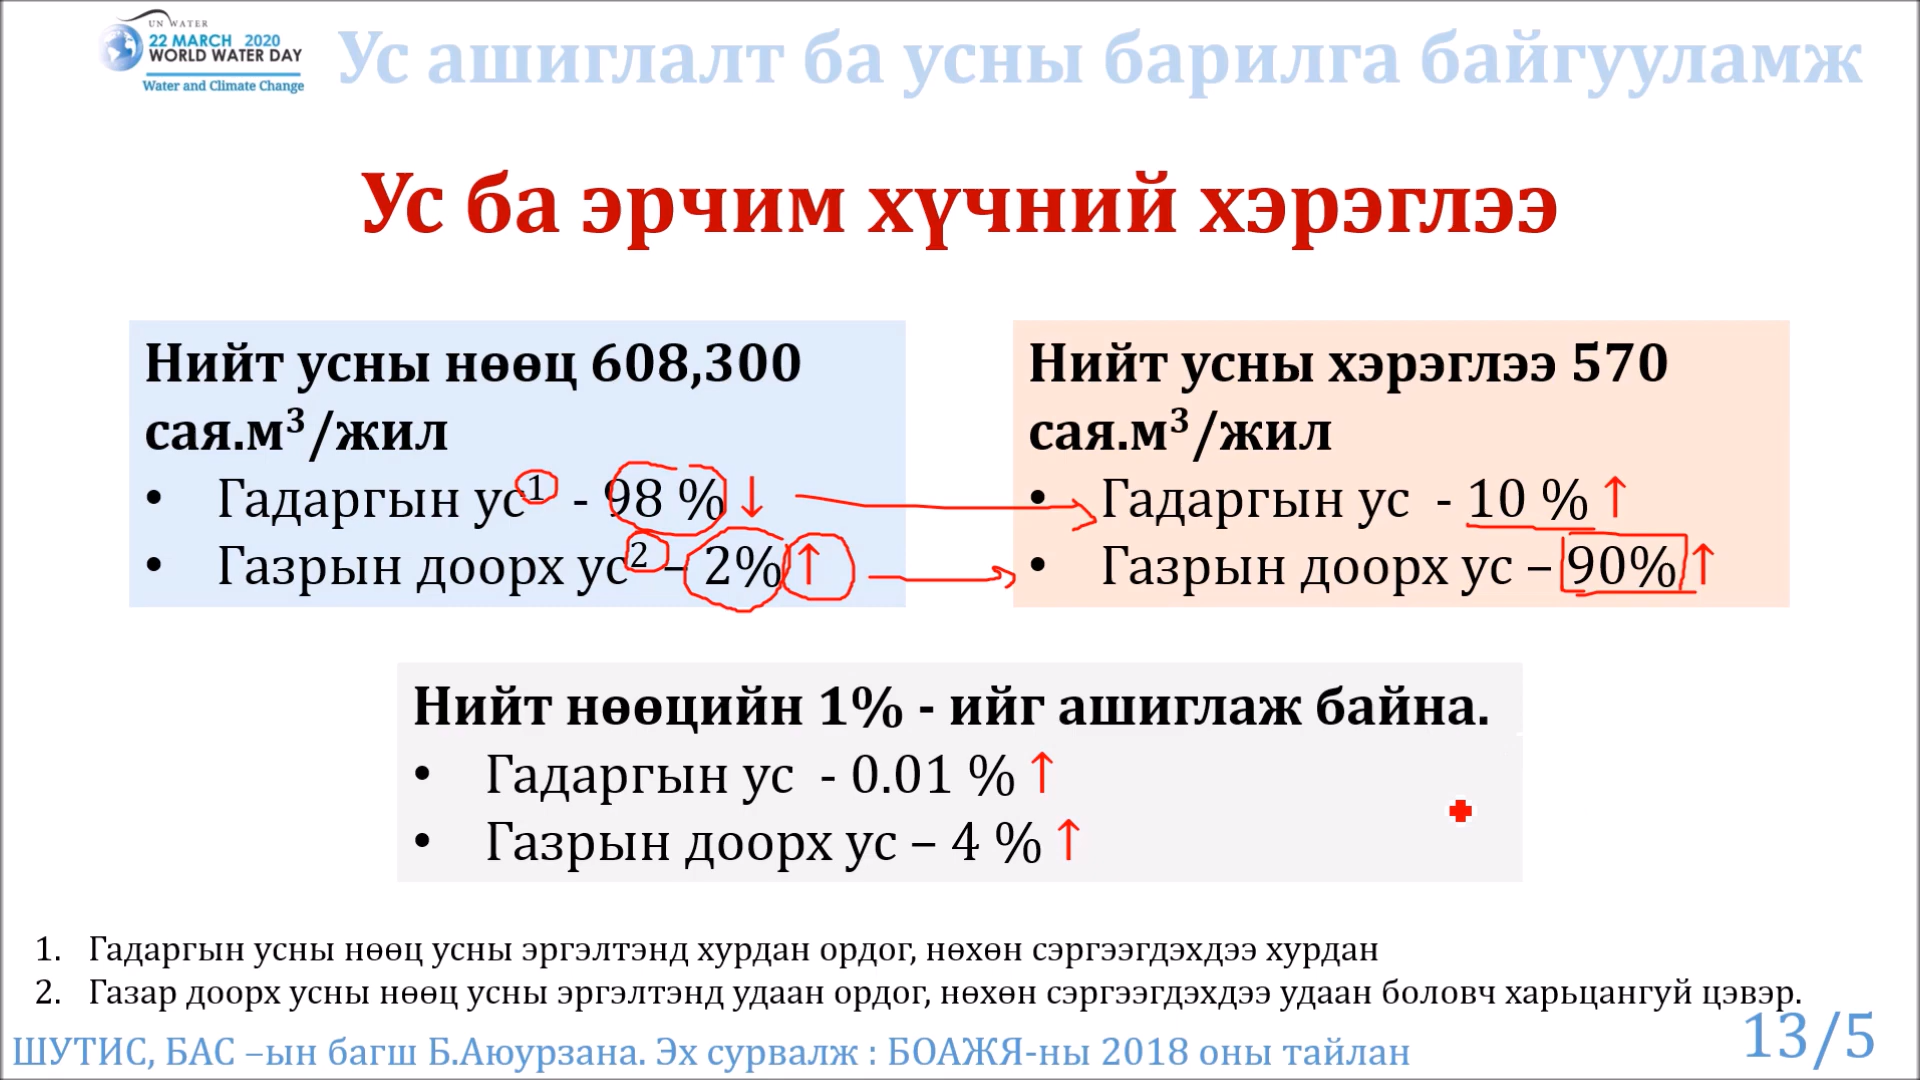 UN WATER
22 MARCH 2020
WORLD WATER DAY
Water and Climate Change
Ус ашиглалт ба усны барилга байгууламж
Ус ба эрчим хүчний хэрэглээ
Нийт усны нөөц 608,300
сая.м³/жил
• Гадаргын ус¹ - 98 % ↓
• Газрын доорх ус² – 2% ↑
Нийт усны хэрэглээ 570
сая.м³/жил
• Гадаргын ус - 10 % ↑
• Газрын доорх ус – 90% ↑
Нийт нөөцийн 1% - ийг ашиглаж байна.
• Гадаргын ус - 0.01 % ↑
• Газрын доорх ус – 4 % ↑
1. Гадаргын усны нөөц усны эргэлтэнд хурдан ордог, нөхөн сэргээгдэхдээ хурдан
2. Газар доорх усны нөөц усны эргэлтэнд удаан ордог, нөхөн сэргээгдэхдээ удаан боловч харьцангуй цэвэр.
ШУТИС, БАС –ын багш Б.Аюурзана. Эх сурвалж : БОАЖЯ-ны 2018 оны тайлан
13/5